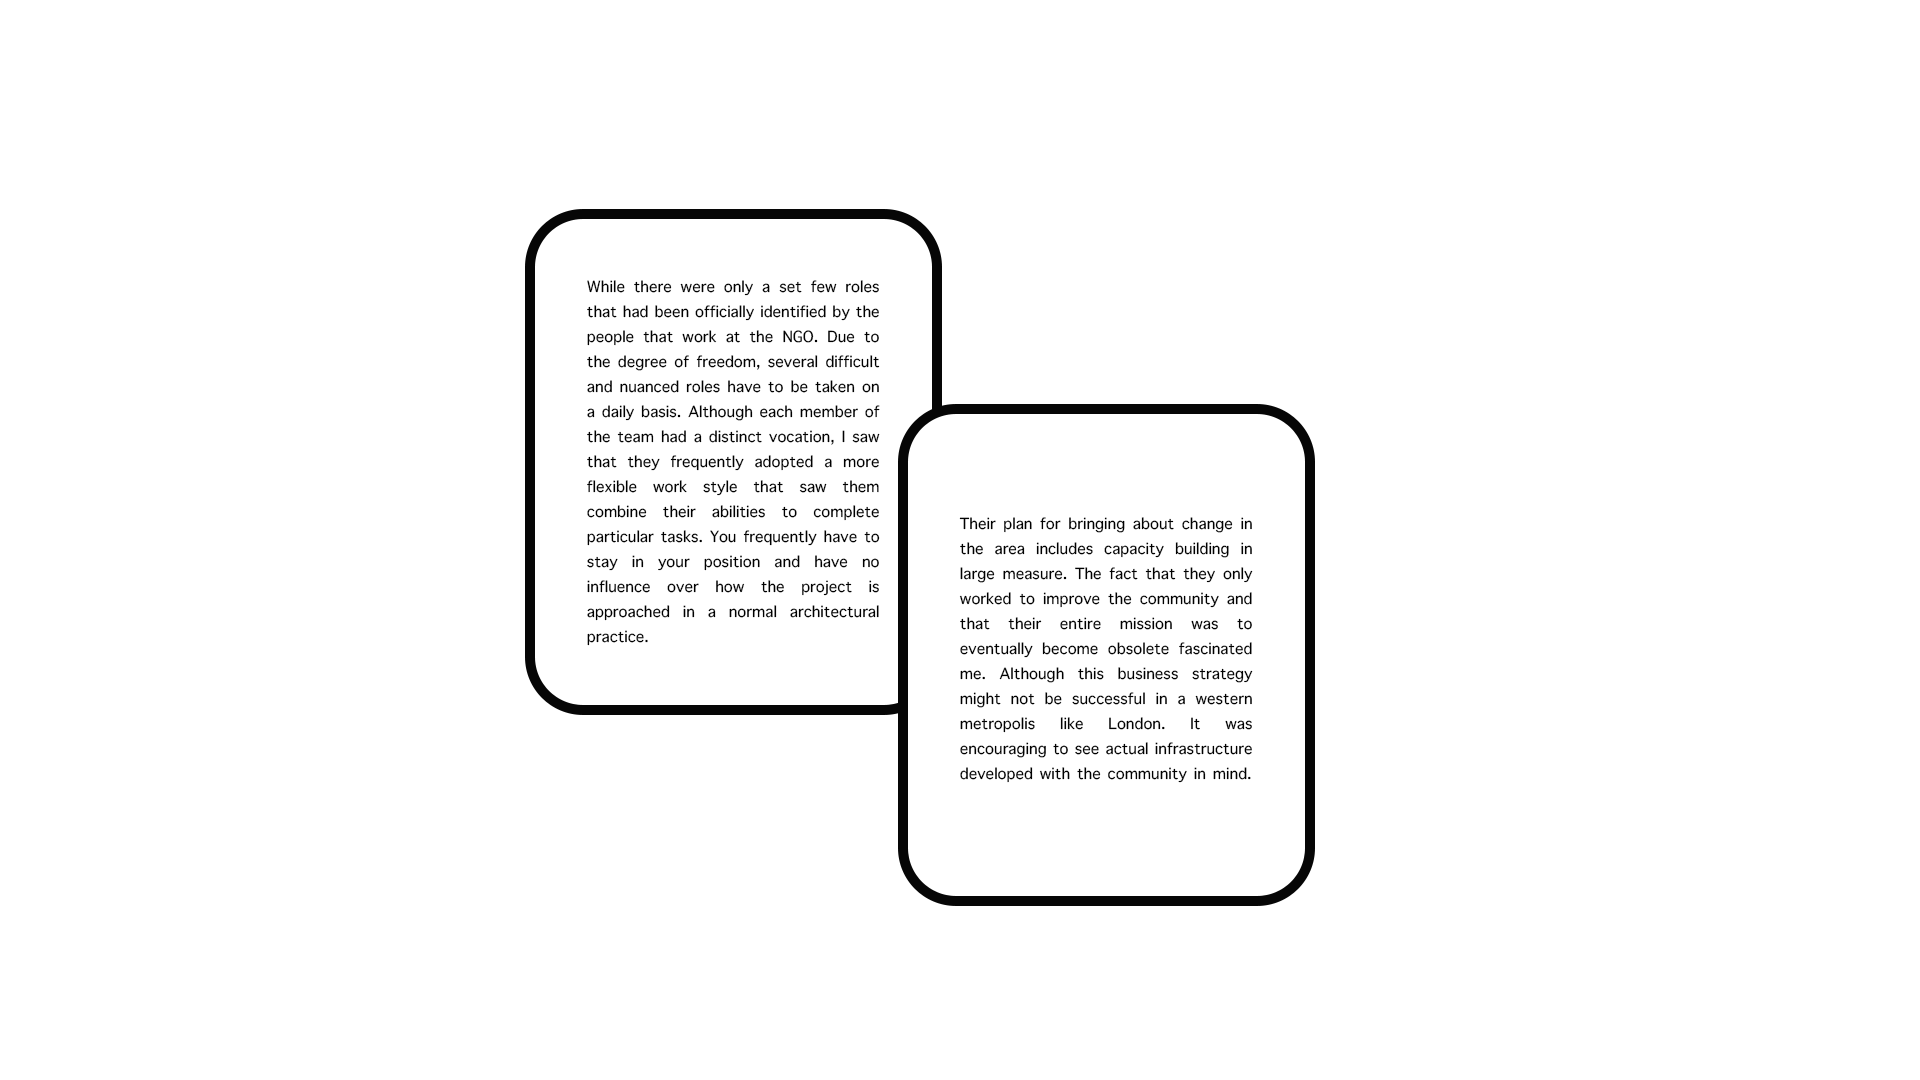 While there were only a set few roles
that had been officially identified by the
people that work at the NGO. Due to
the degree of freedom, several difficult
and nuanced roles have to be taken on
a daily basis. Although each member of
the team had a distinct vocation, I saw
that they frequently adopted a more
flexible work style that saw them
combine their abilities to complete
particular tasks. You frequently have to
stay in your position and have no
influence over how the project is
approached in a normal architectural
practice.
Their plan for bringing about change in
the area includes capacity building in
large measure. The fact that they only
worked to improve the community and
that their entire mission was to
eventually become obsolete fascinated
me. Although this business strategy
might not be successful in a western
metropolis like London. It was
encouraging to see actual infrastructure
developed with the community in mind.